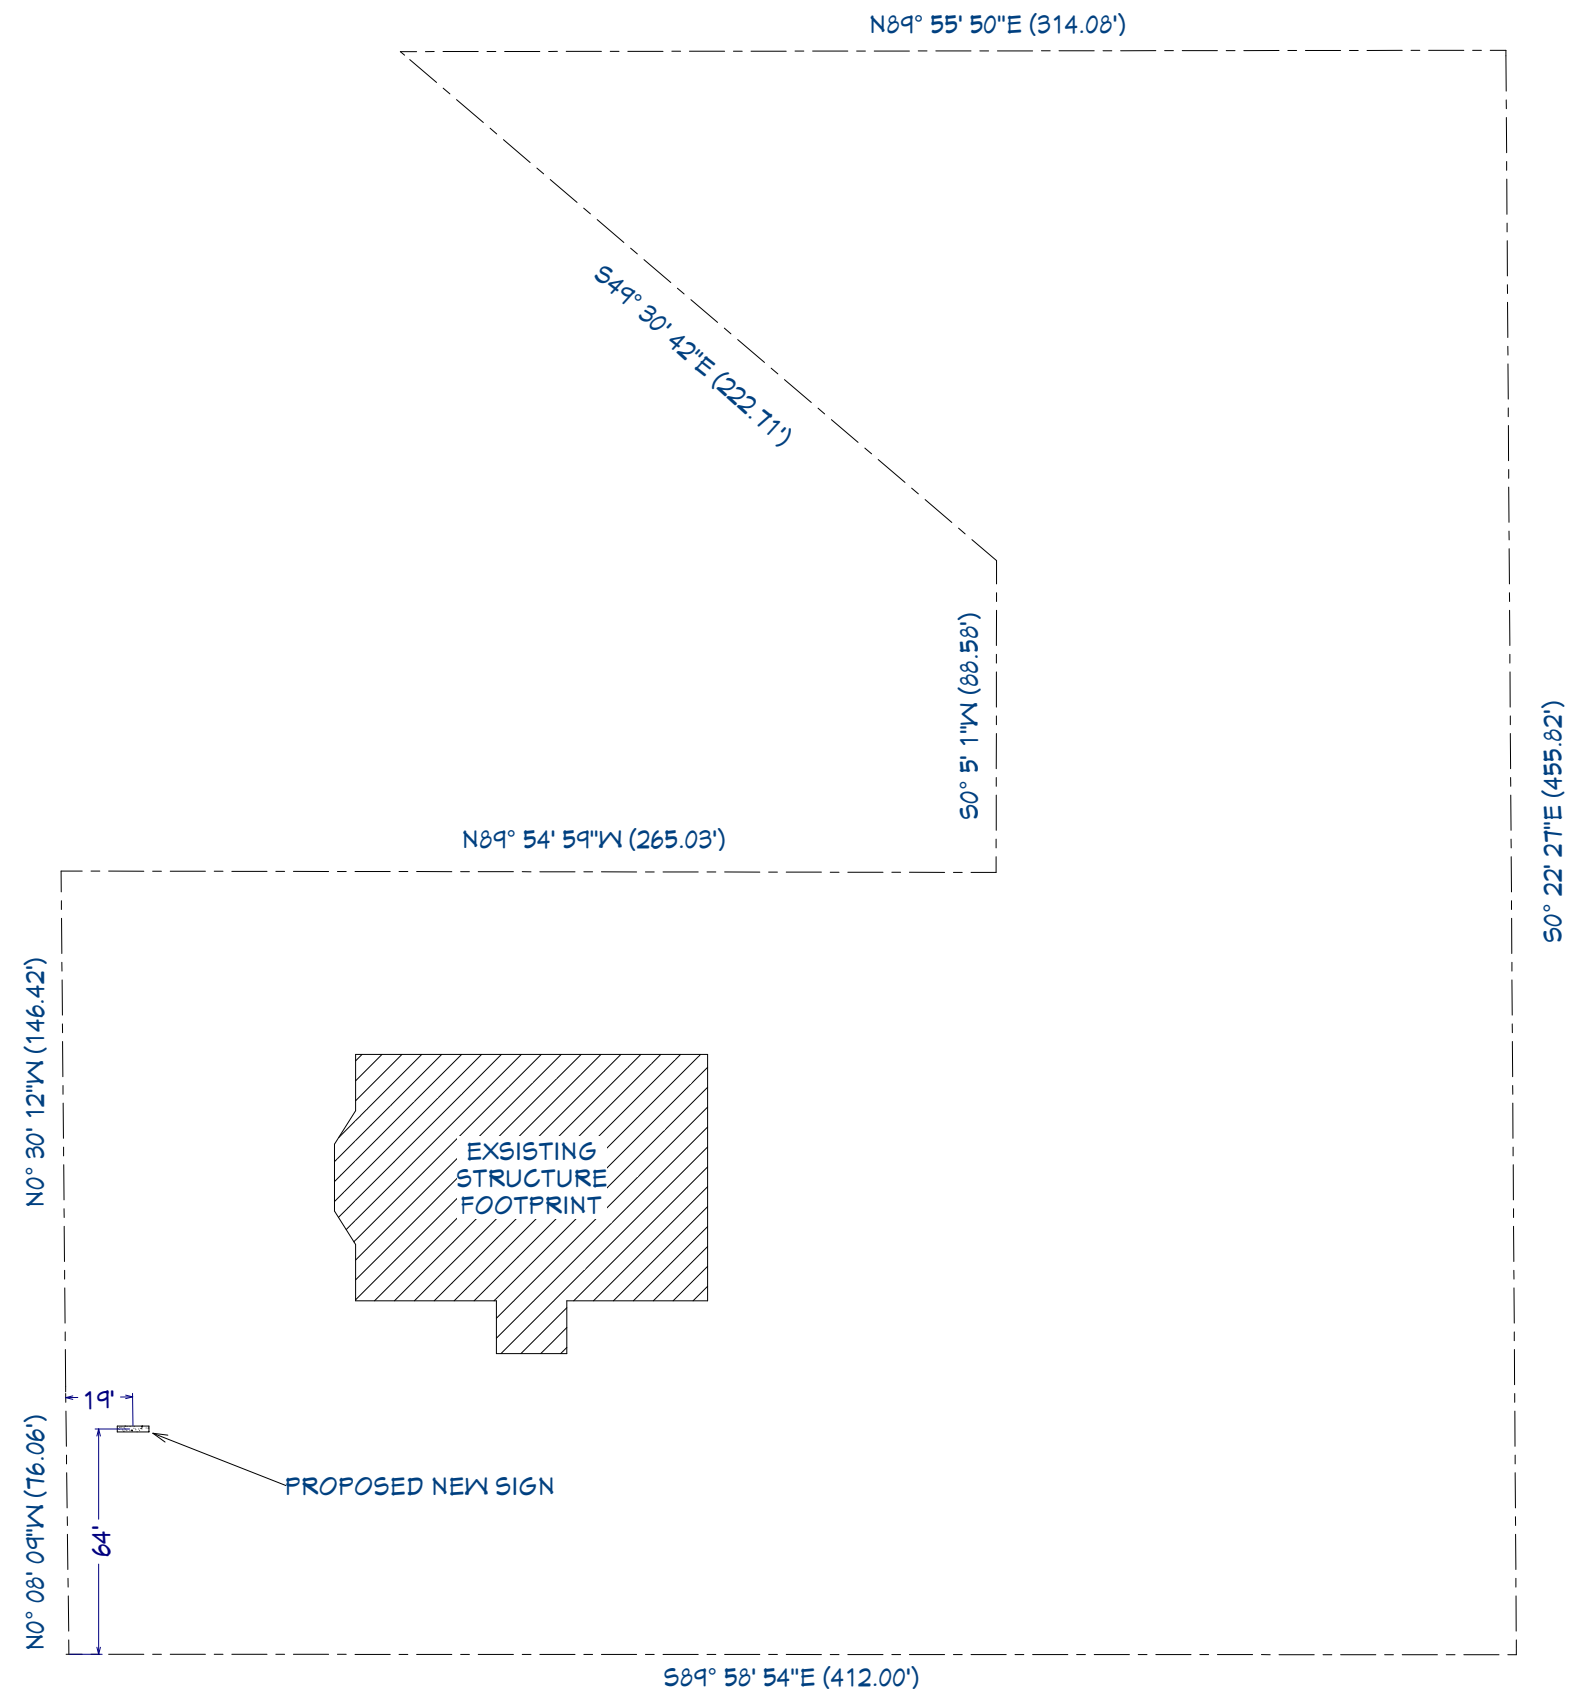 N89° 55' 50"E (314.08')
S49° 30' 42"E (222.71')
S0° 5' 1"W (88.58')
S0° 22' 27"E (455.82')
N89° 54' 59"W (265.03')
N0° 30' 12"W (146.42')
EXSISTING
STRUCTURE
FOOTPRINT
19'
N0° 08' 09"W (76.06')
PROPOSED NEW SIGN
64'
S89° 58' 54"E (412.00')